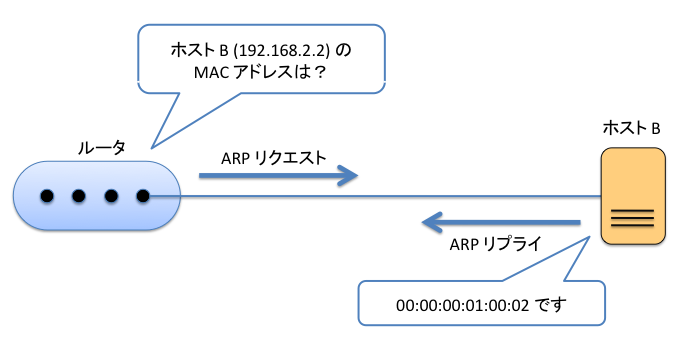 ホスト B (192.168.2.2) の
MAC アドレスは？
ルータ
ARP リクエスト
ホスト B
ARP リプライ
00:00:00:01:00:02 です